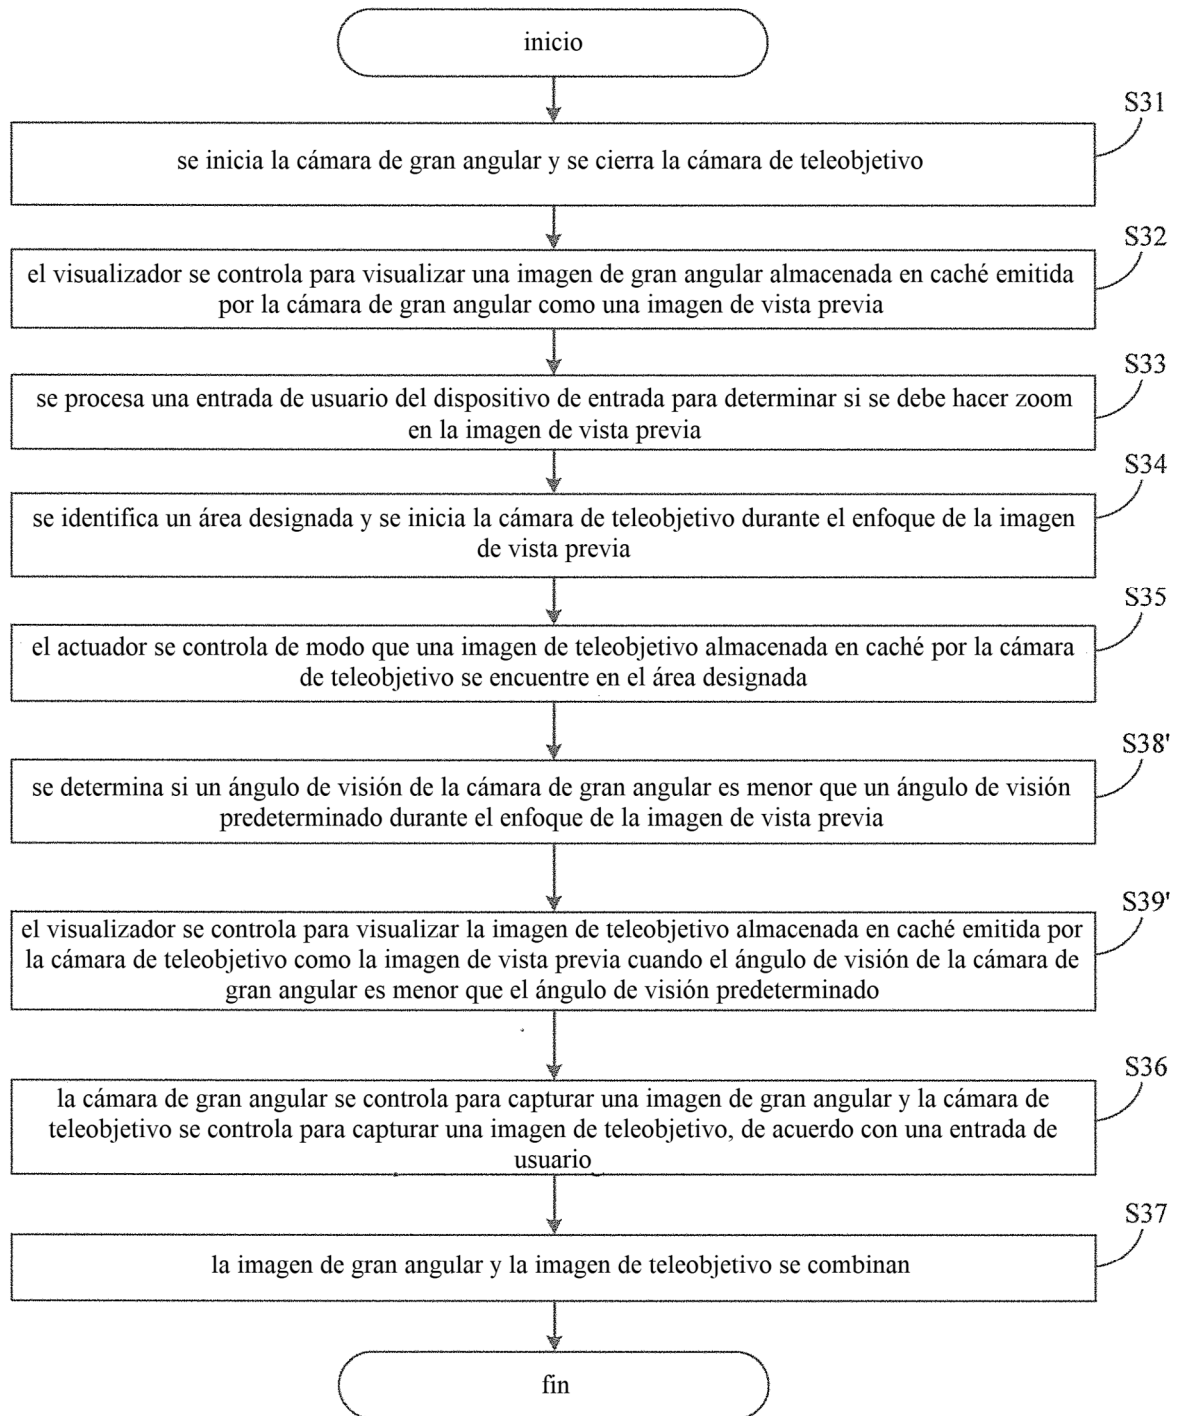 inicio
S31
se inicia la cámara de gran angular y se cierra la cámara de teleobjetivo
S32
el visualizador se controla para visualizar una imagen de gran angular almacenada en caché emitida
por la cámara de gran angular como una imagen de vista previa
S33
se procesa una entrada de usuario del dispositivo de entrada para determinar si se debe hacer zoom
en la imagen de vista previa
S34
se identifica un área designada y se inicia la cámara de teleobjetivo durante el enfoque de la imagen
de vista previa
S35
el actuador se controla de modo que una imagen de teleobjetivo almacenada en caché por la cámara
de teleobjetivo se encuentre en el área designada
S38'
se determina si un ángulo de visión de la cámara de gran angular es menor que un ángulo de visión
predeterminado durante el enfoque de la imagen de vista previa
S39'
el visualizador se controla para visualizar la imagen de teleobjetivo almacenada en caché emitida por
la cámara de teleobjetivo como la imagen de vista previa cuando el ángulo de visión de la cámara de
gran angular es menor que el ángulo de visión predeterminado
S36
la cámara de gran angular se controla para capturar una imagen de gran angular y la cámara de
teleobjetivo se controla para capturar una imagen de teleobjetivo, de acuerdo con una entrada de
usuario
S37
la imagen de gran angular y la imagen de teleobjetivo se combinan
fin